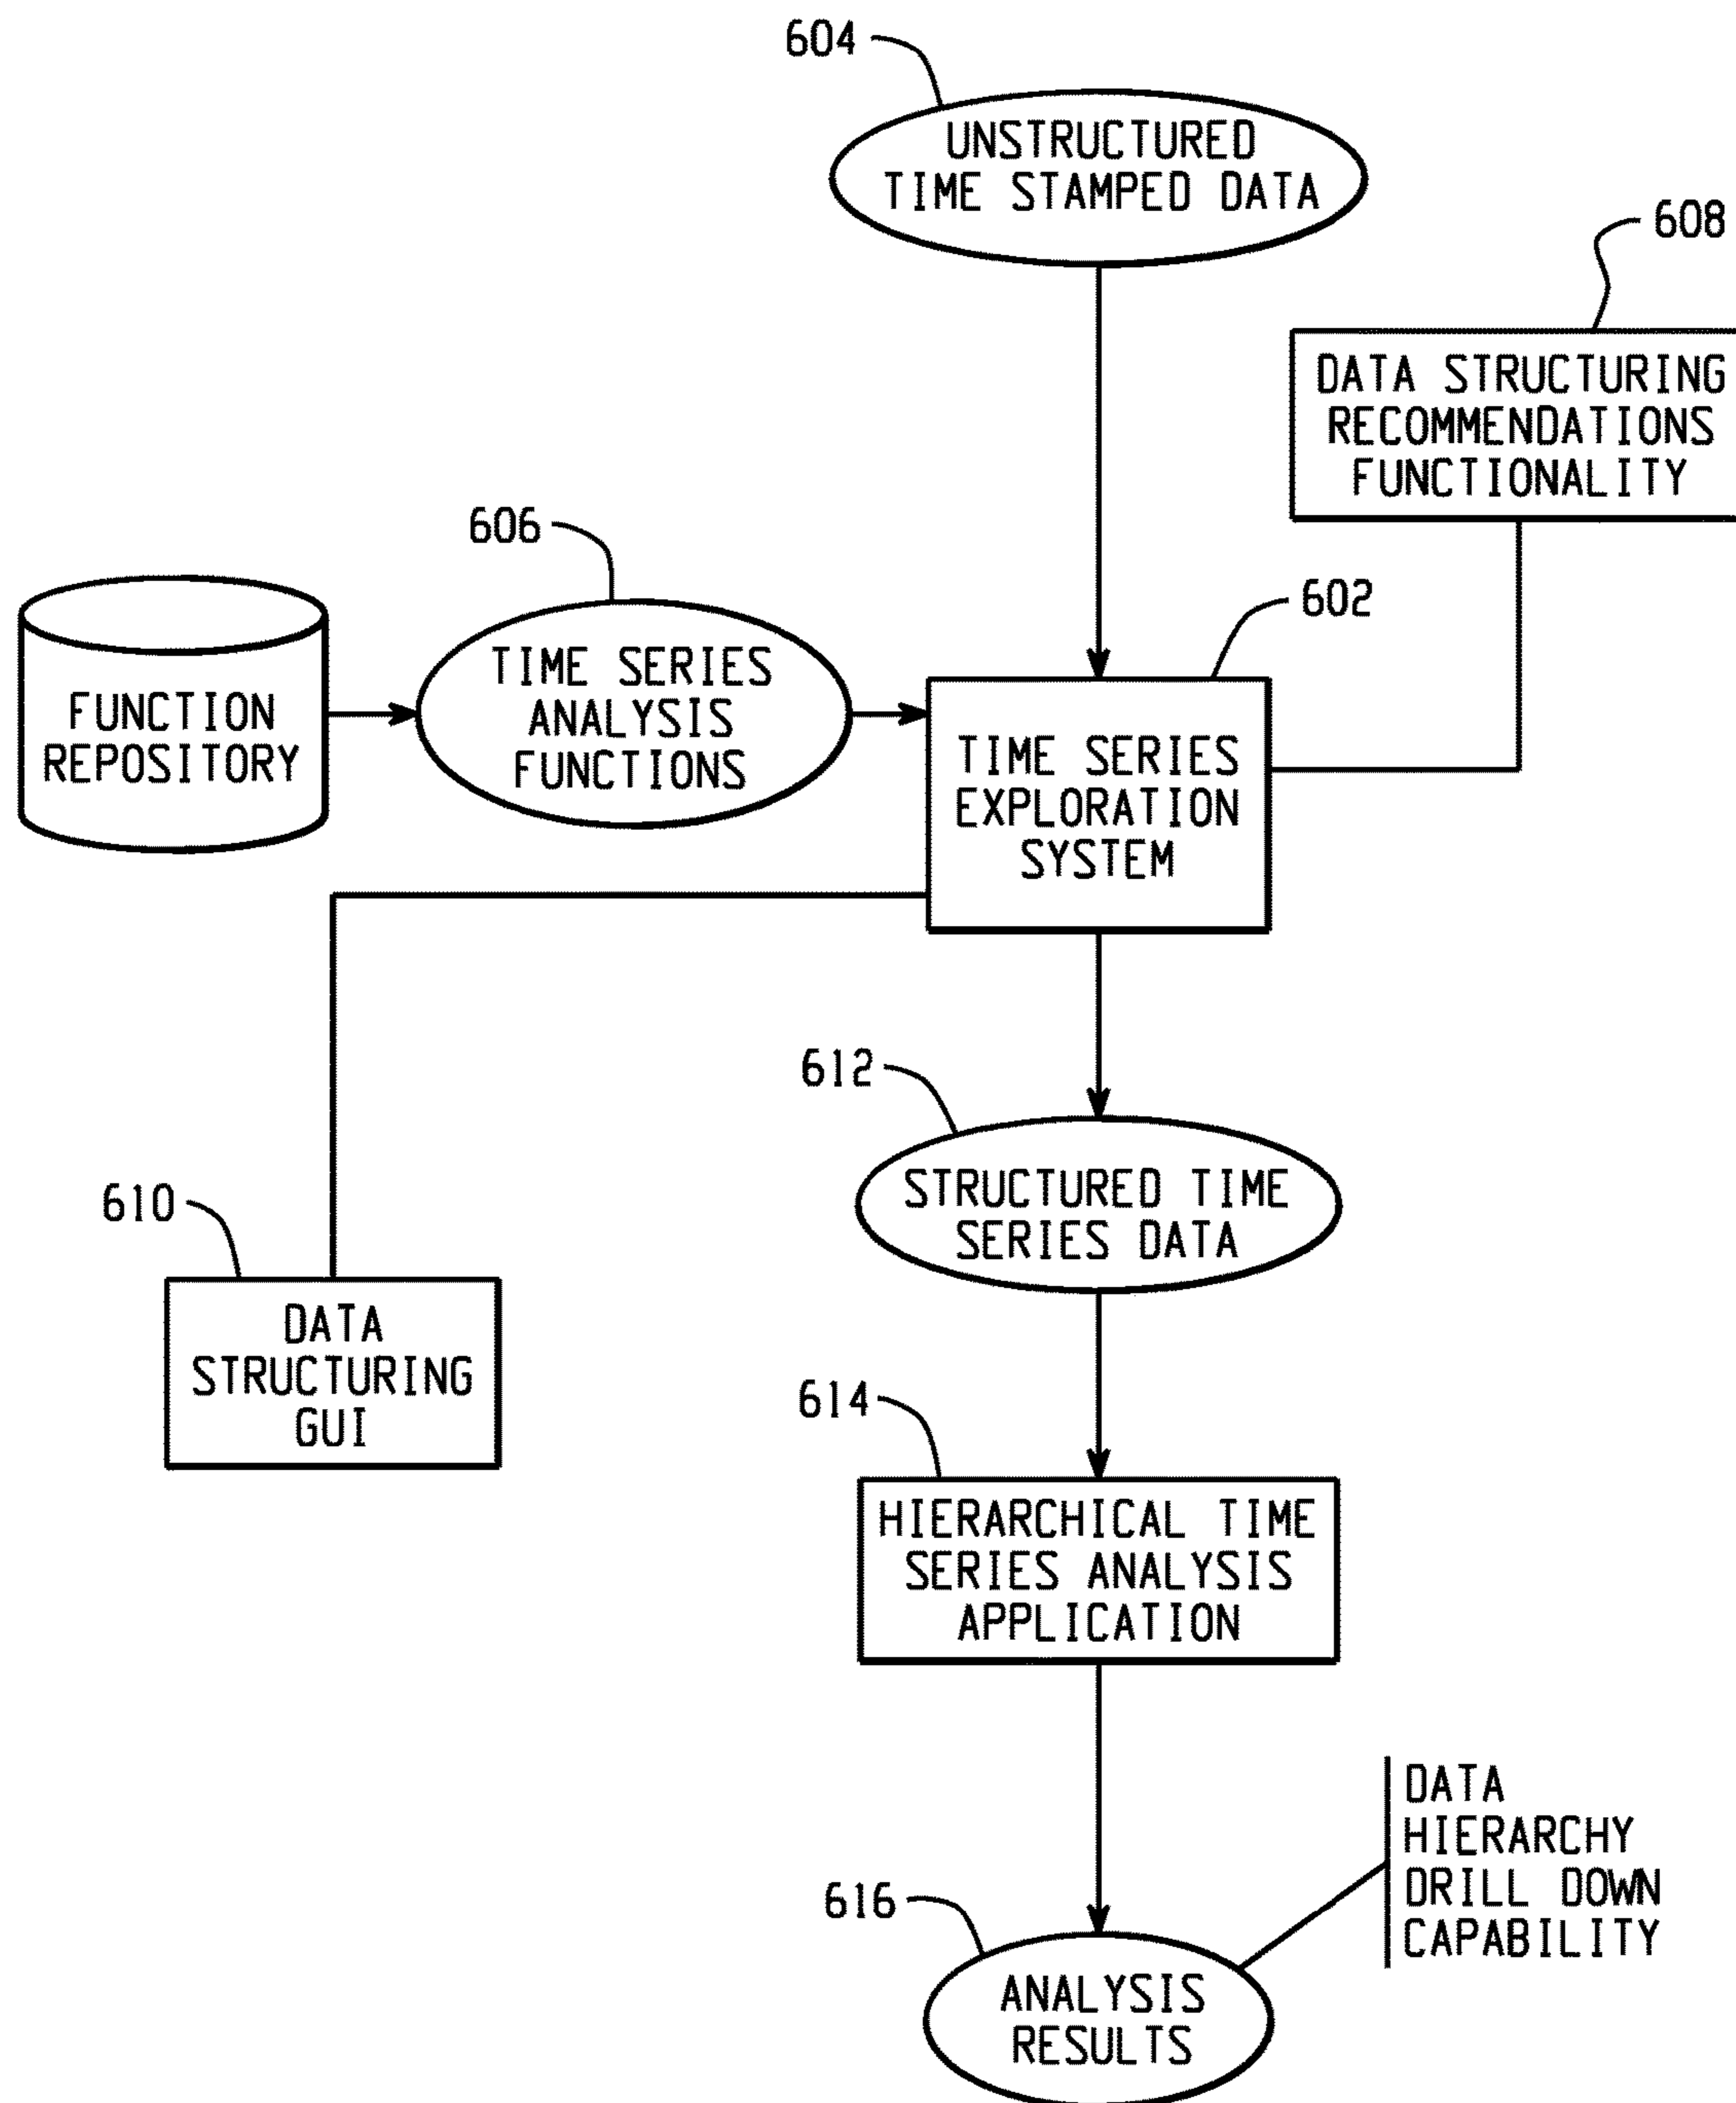 604
UNSTRUCTURED
TIME STAMPED DATA
608
DATA STRUCTURING
RECOMMENDATIONS
FUNCTIONALITY
606
602
FUNCTION
REPOSITORY
TIME SERIES
ANALYSIS
FUNCTIONS
TIME SERIES
EXPLORATION
SYSTEM
612
STRUCTURED TIME
SERIES DATA
610
DATA
STRUCTURING
GUI
614
HIERARCHICAL TIME
SERIES ANALYSIS
APPLICATION
616
ANALYSIS
RESULTS
DATA
HIERARCHY
DRILL DOWN
CAPABILITY